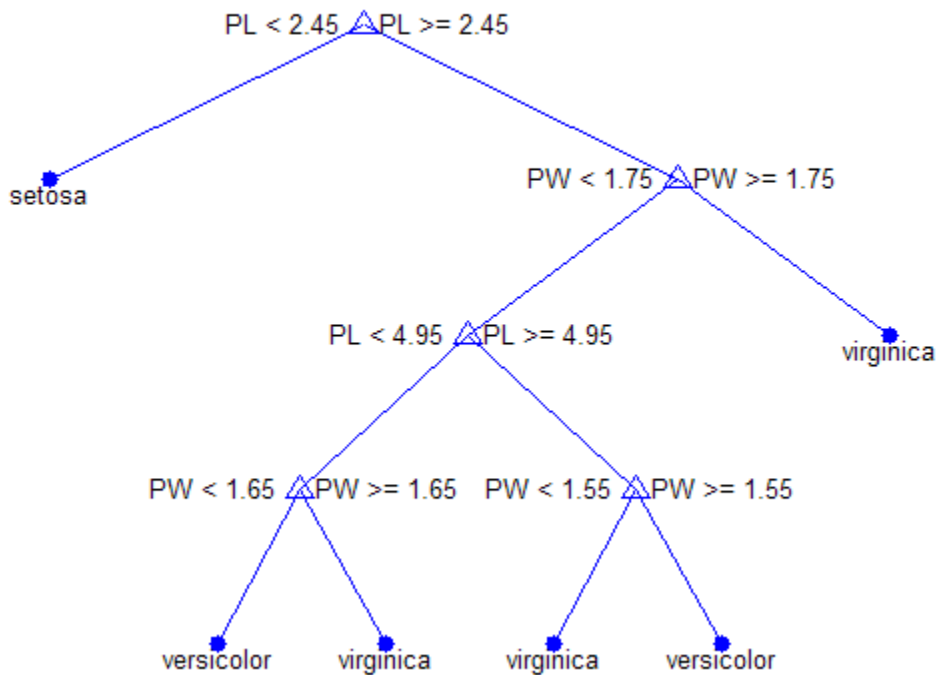 PL < 2.45 PL >= 2.45
setosa
PW < 1.75 PW >= 1.75
PL < 4.95 PL >= 4.95
virginica
PW < 1.65 PW >= 1.65 PW < 1.55 PW >= 1.55
versicolor virginica virginica versicolor